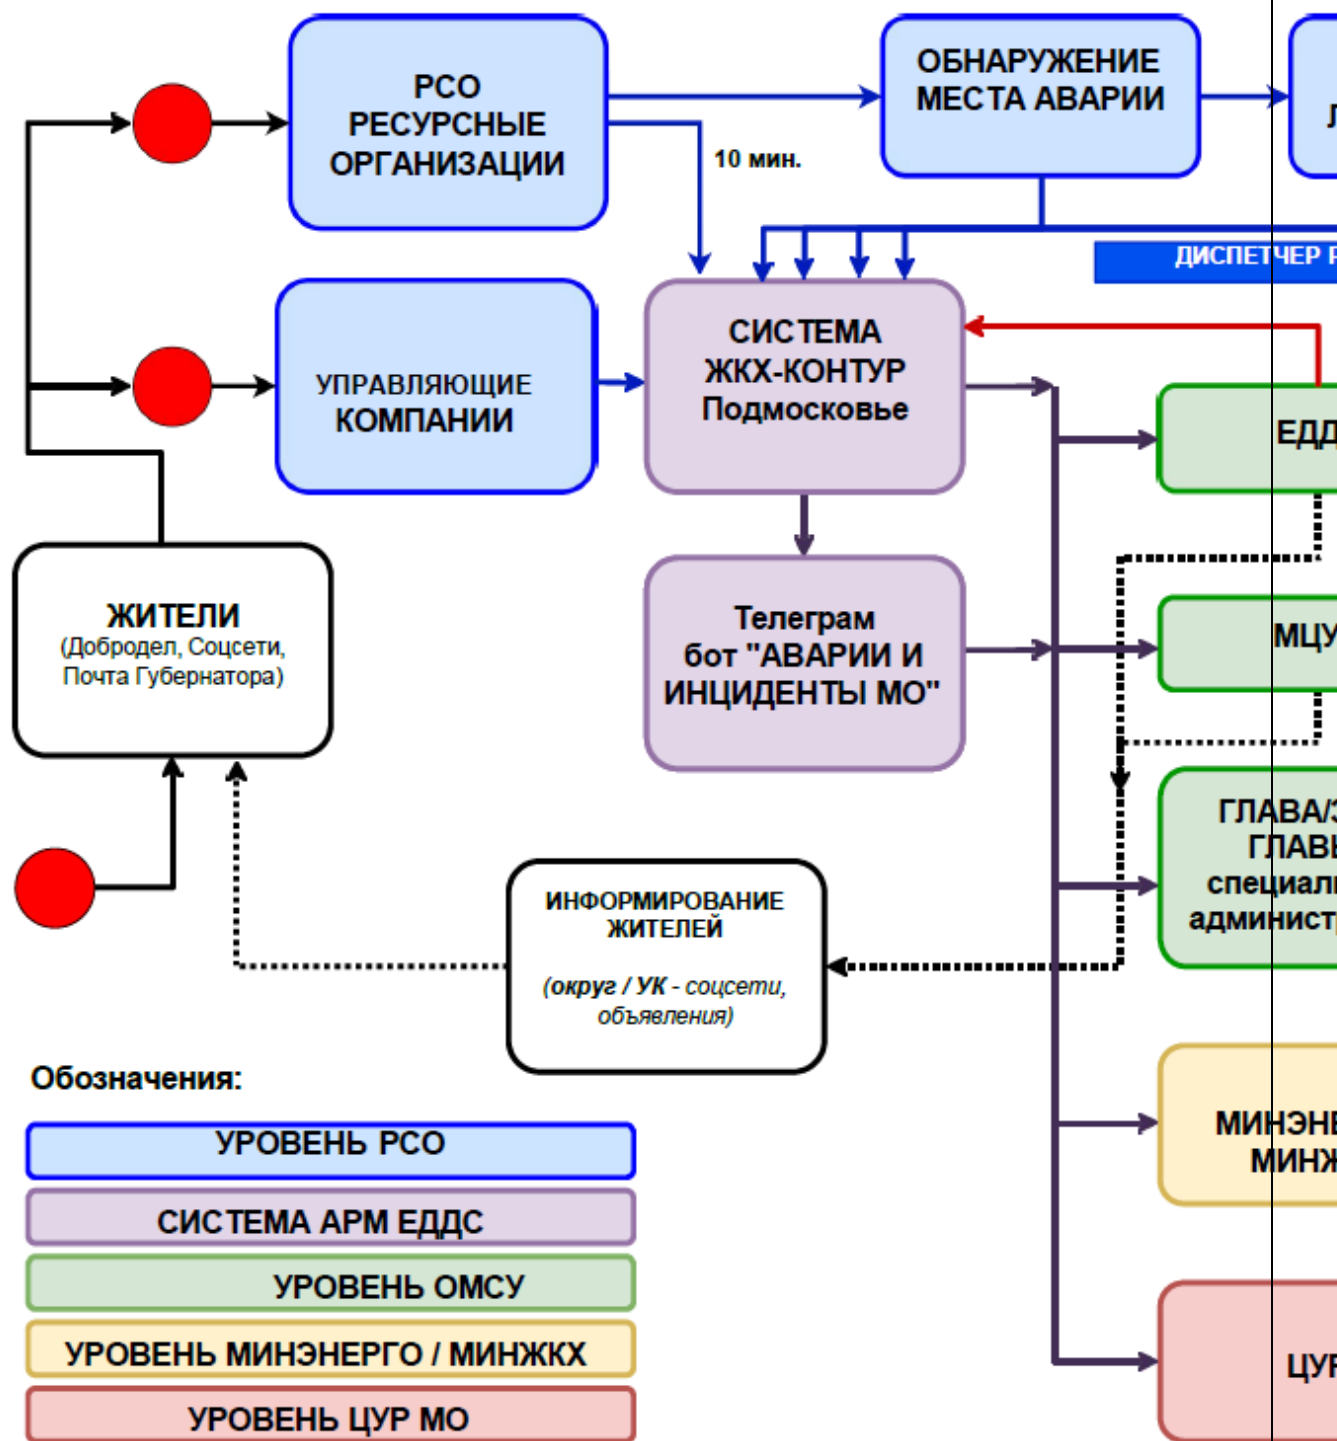 РСО
РЕСУРСНЫЕ
ОРГАНИЗАЦИИ
ОБНАРУЖЕНИЕ
МЕСТА АВАРИИ
10 мин.
ДИСПЕТЧЕР
УПРАВЛЯЮЩИЕ
КОМПАНИИ
СИСТЕМА
ЖКХ-КОНТУР
Подмосковье
ЖИТЕЛИ
(Добродел, Соцсети,
Почта Губернатора)
Телеграм
бот "АВАРИИ И
ИНЦИДЕНТЫ МО"
ГЛАВА/
ИНФОРМИРОВАНИЕ
ЖИТЕЛЕЙ
(округ / УК - соцсети,
объявления)
Обозначения:
УРОВЕНЬ РСО
СИСТЕМА АРМ ЕДДС
УРОВЕНЬ ОМСУ
УРОВЕНЬ МИНЭНЕРГО / МИНЖКХ
УРОВЕНЬ ЦУР МО